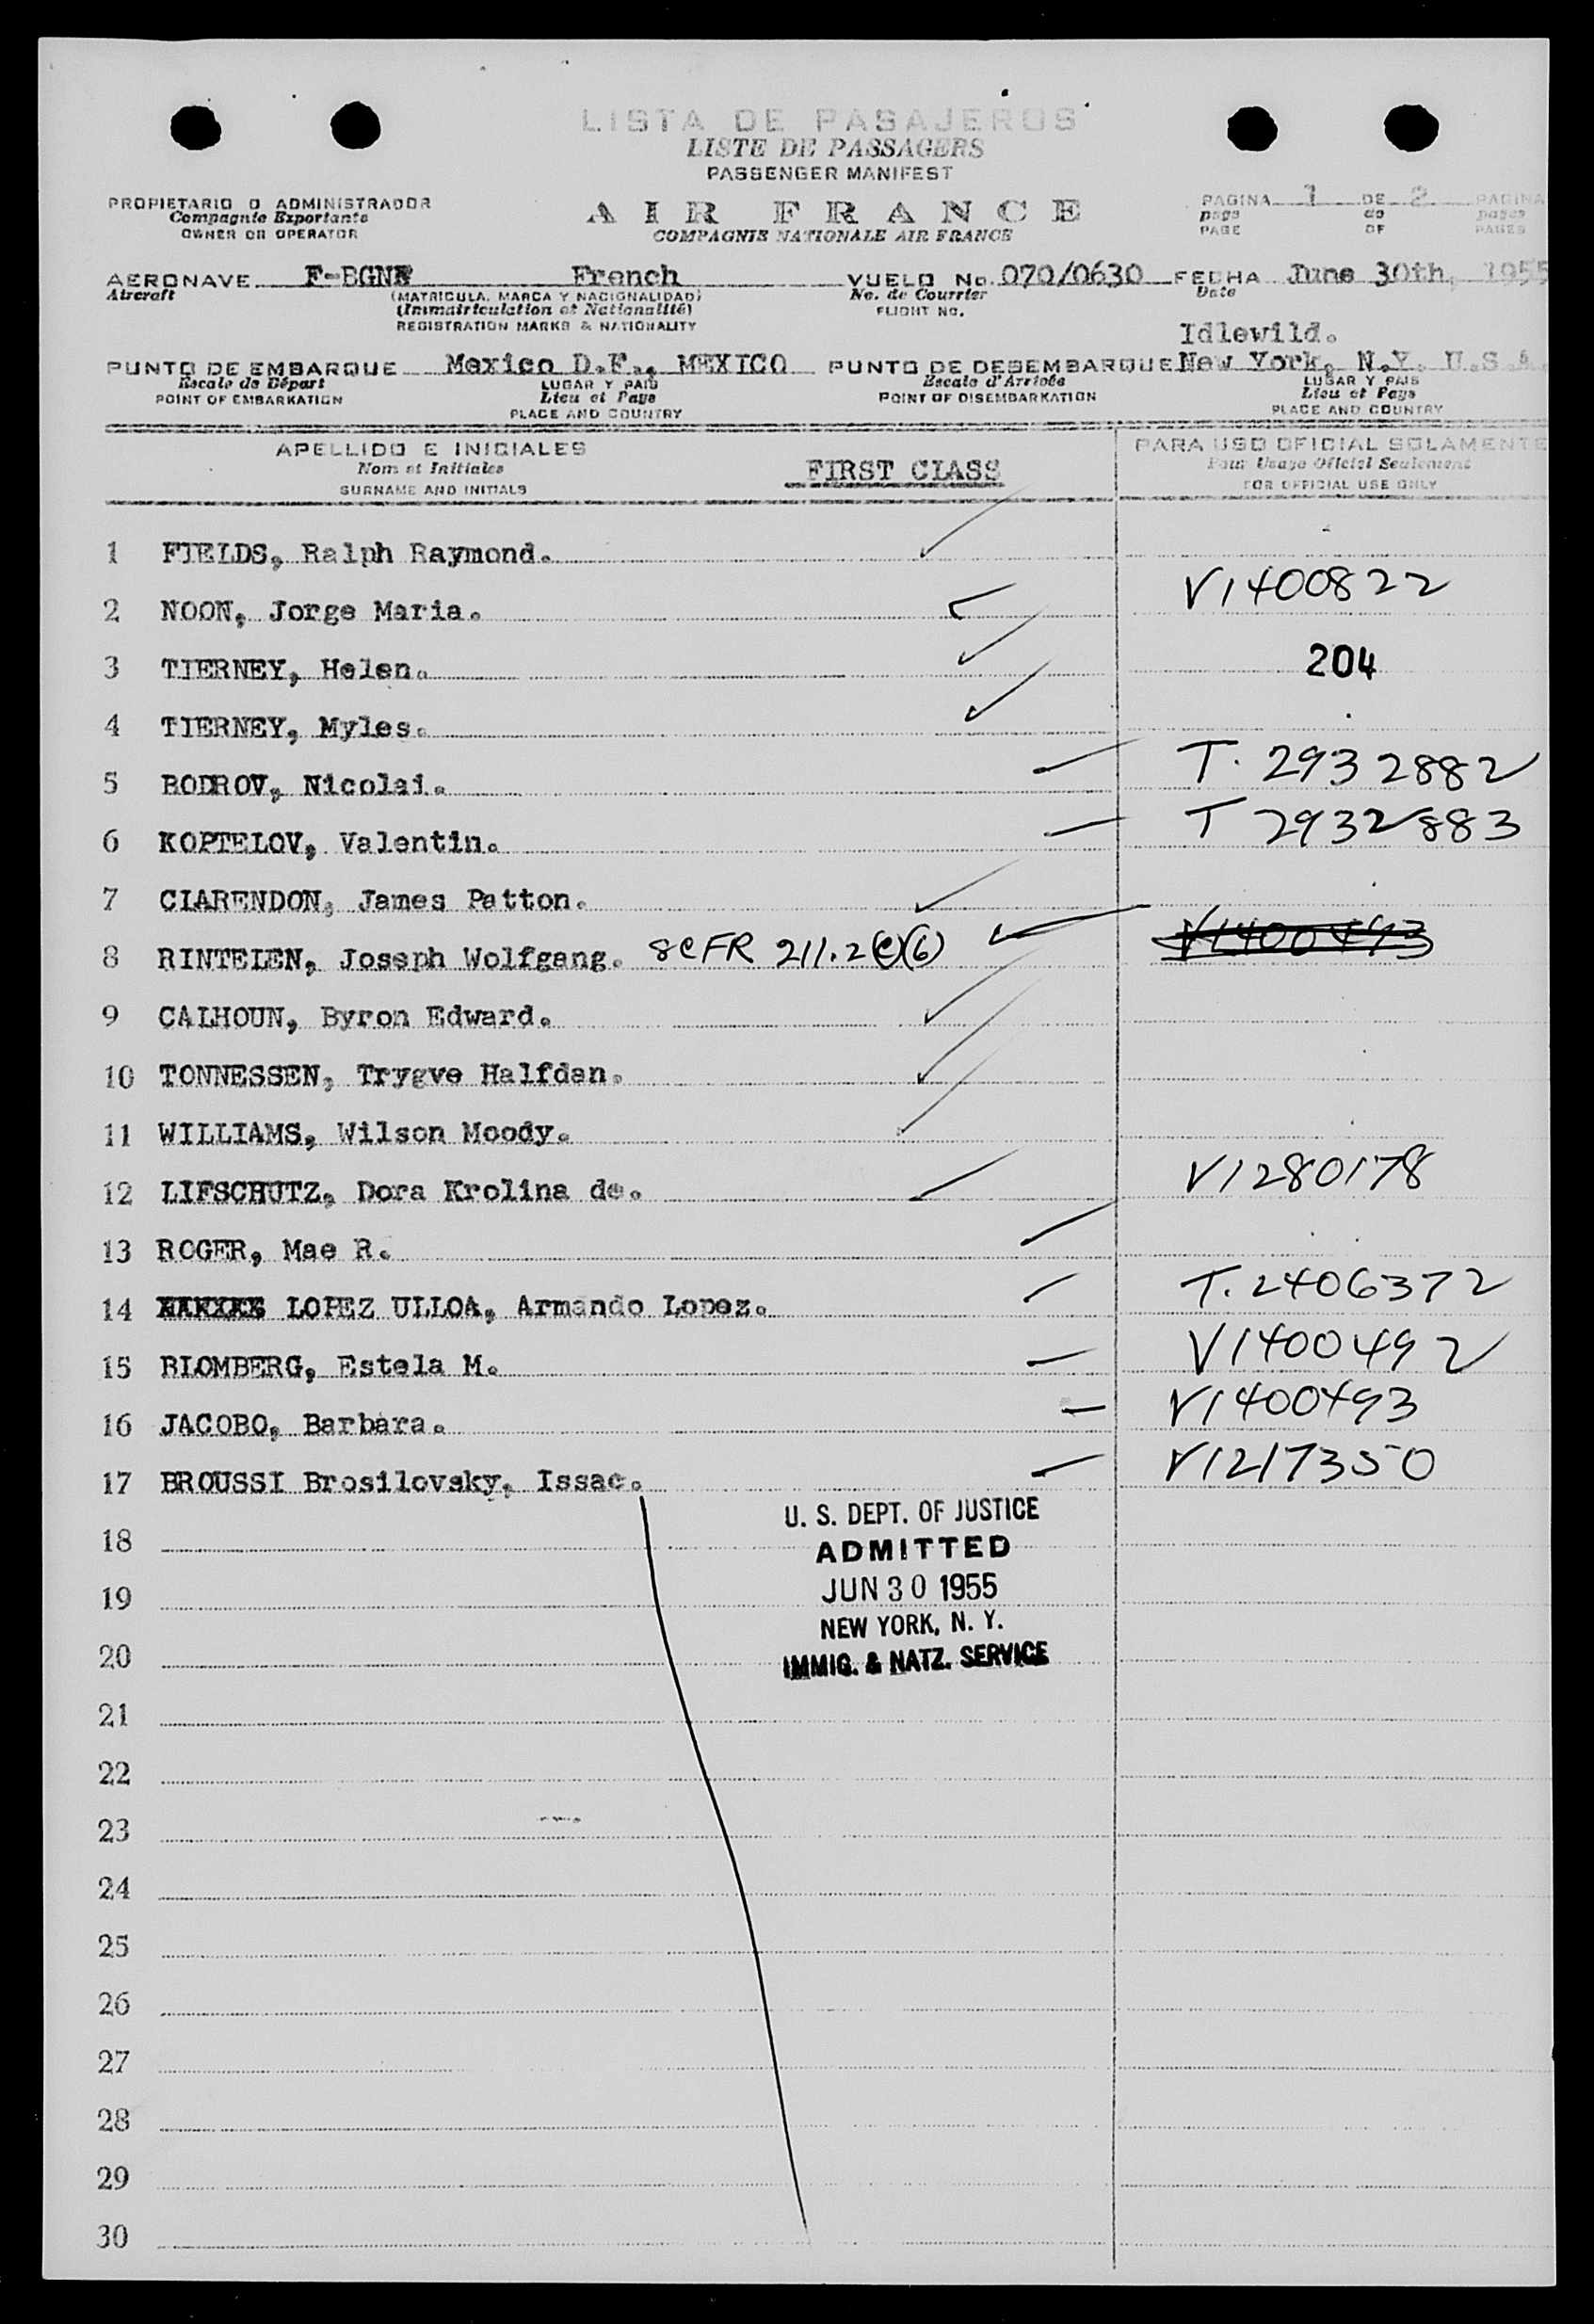 LISTA DE PASAJEROS
LISTE DE PASSAGERS
PASSENGER MANIFEST
PROPIETARIO O ADMINISTRADOR
Compagnie Exportante
OWNER OR OPERATOR
AIR FRANCE
COMPAGNIE NATIONALE AIR FRANCE
PAGINA 1 DE 2 PAGINA
page de pages
PAGE OF PAGES
AERONAVE F-BGNE French VUELO No. 070/0630 FECHA June 30th, 1955
Aircraft (MATRICULA, MARCA Y NACIONALIDAD) No. de Courrier Date
(Immatriculation et Nationalité) FLIGHT NO.
REGISTRATION MARKS & NATIONALITY
Idlewild.
PUNTO DE EMBARQUE Mexico D.F., MEXICO PUNTO DE DESEMBARQUE New York, N.Y. U.S.A.
Escale de Départ LUGAR Y PAIS Escale d'Arrivée LUGAR Y PAIS
POINT OF EMBARKATION Lieu et Pays POINT OF DISEMBARKATION Lieu et Pays
PLACE AND COUNTRY PLACE AND COUNTRY
APELLIDO E INICIALES PARA USO OFICIAL SOLAMENTE
Nom et Initiales FIRST CLASS Pour Usage Officiel Seulement
SURNAME AND INITIALS FOR OFFICIAL USE ONLY
1 FIELDS, Ralph Raymond.
2 NOON, Jorge Maria. V1400822
3 TIERNEY, Helen. 204
4 TIERNEY, Myles.
5 BODROV, Nicolai. T. 2932882
6 KOPTELOV, Valentin. T 2932883
7 CLARENDON, James Patton.
8 RINTELEN, Joseph Wolfgang. 8CFR 211.2(e)(6) V1400493
9 CALHOUN, Byron Edward.
10 TONNESSEN, Trygve Halfdan.
11 WILLIAMS, Wilson Moody.
12 LIFSCHUTZ, Dora Krolina de. V1280178
13 ROGER, Mae R.
14 LOPEZ ULLOA, Armando Lopez. T. 2406372
15 BLOMBERG, Estela M. V1400492
16 JACOBO, Barbara. V1400493
17 BROUSSI Brosilovsky, Issac. V1217350
U. S. DEPT. OF JUSTICE
18 ADMITTED
19 JUN 30 1955
NEW YORK, N. Y.
20 IMMIG. & NATZ. SERVICE
21
22
23
24
25
26
27
28
29
30